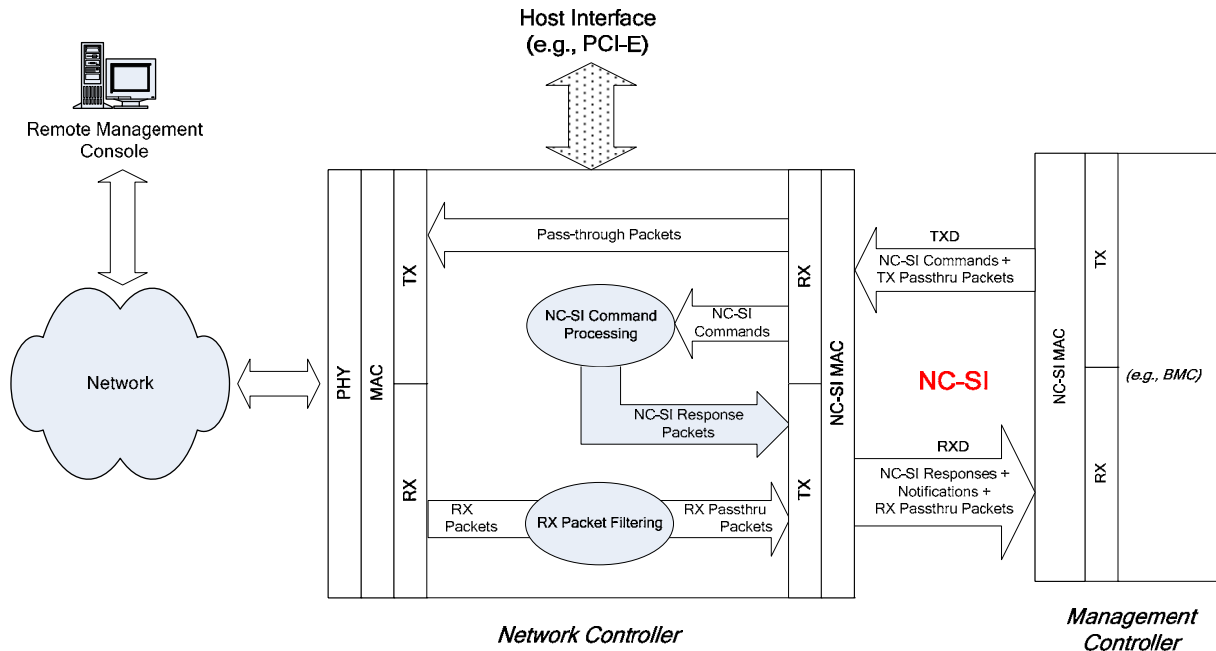 Host Interface
(e.g., PCI-E)
Remote Management
Console
Network
PHY
MAC
TX
RX
Pass-through Packets
NC-SI Command
Processing
NC-SI
Commands
NC-SI Response
Packets
RX
Packets
RX Packet Filtering
RX Passthru
Packets
RX
TX
NC-SI MAC
Network Controller
TXD
NC-SI Commands +
TX Passthru Packets
NC-SI
RXD
NC-SI Responses +
Notifications +
RX Passthru Packets
NC-SI MAC
TX
RX
(e.g., BMC)
Management
Controller